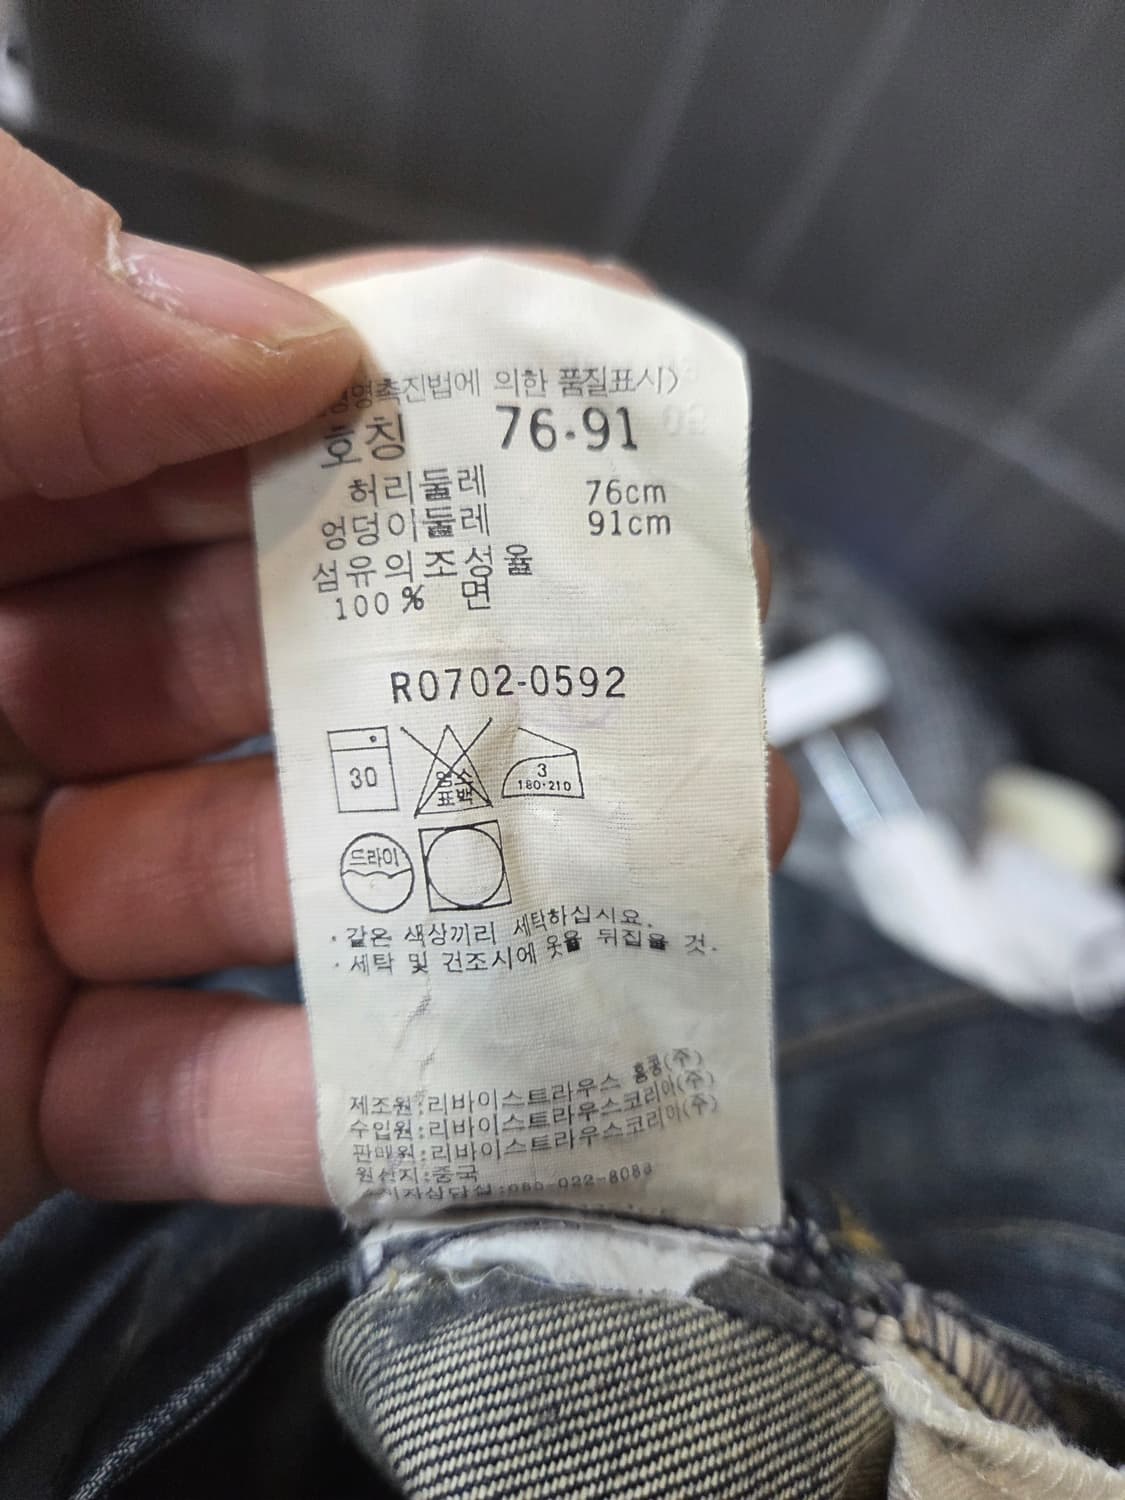 경영촉진법에 의한 품질표시)
호칭 76·91
허리둘레 76cm
엉덩이둘레 91cm
섬유의조성율
100% 면
R0702-0592
30
염소
표백
3
180·210
드라이
· 같은 색상끼리 세탁하십시요.
· 세탁 및 건조시에 옷을 뒤집을 것.
제조원:리바이스트라우스 홍콩(주)
수입원:리바이스트라우스코리아(주)
판매원:리바이스트라우스코리아(주)
원산지:중국